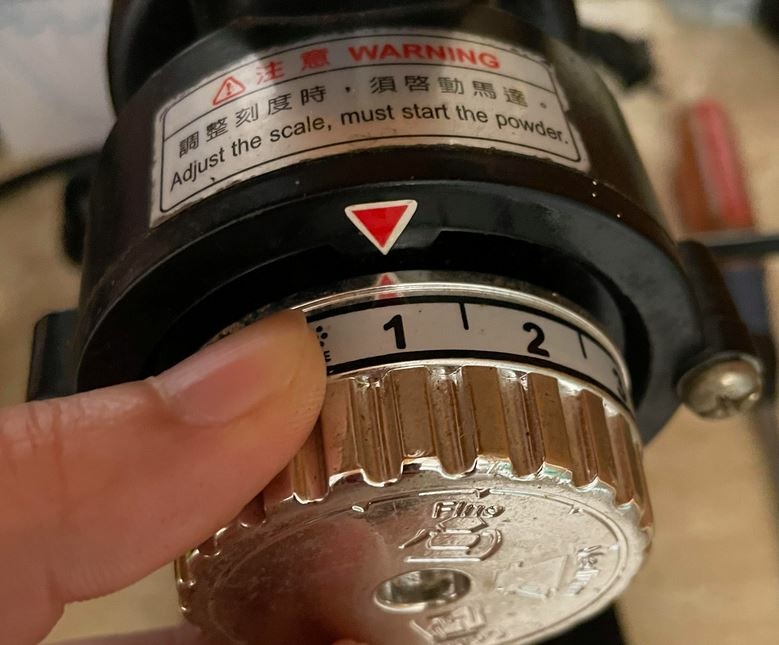 注意 WARNING
調整刻度時，須啓動馬達。
Adjust the scale, must start the powder.
1 2
Fine